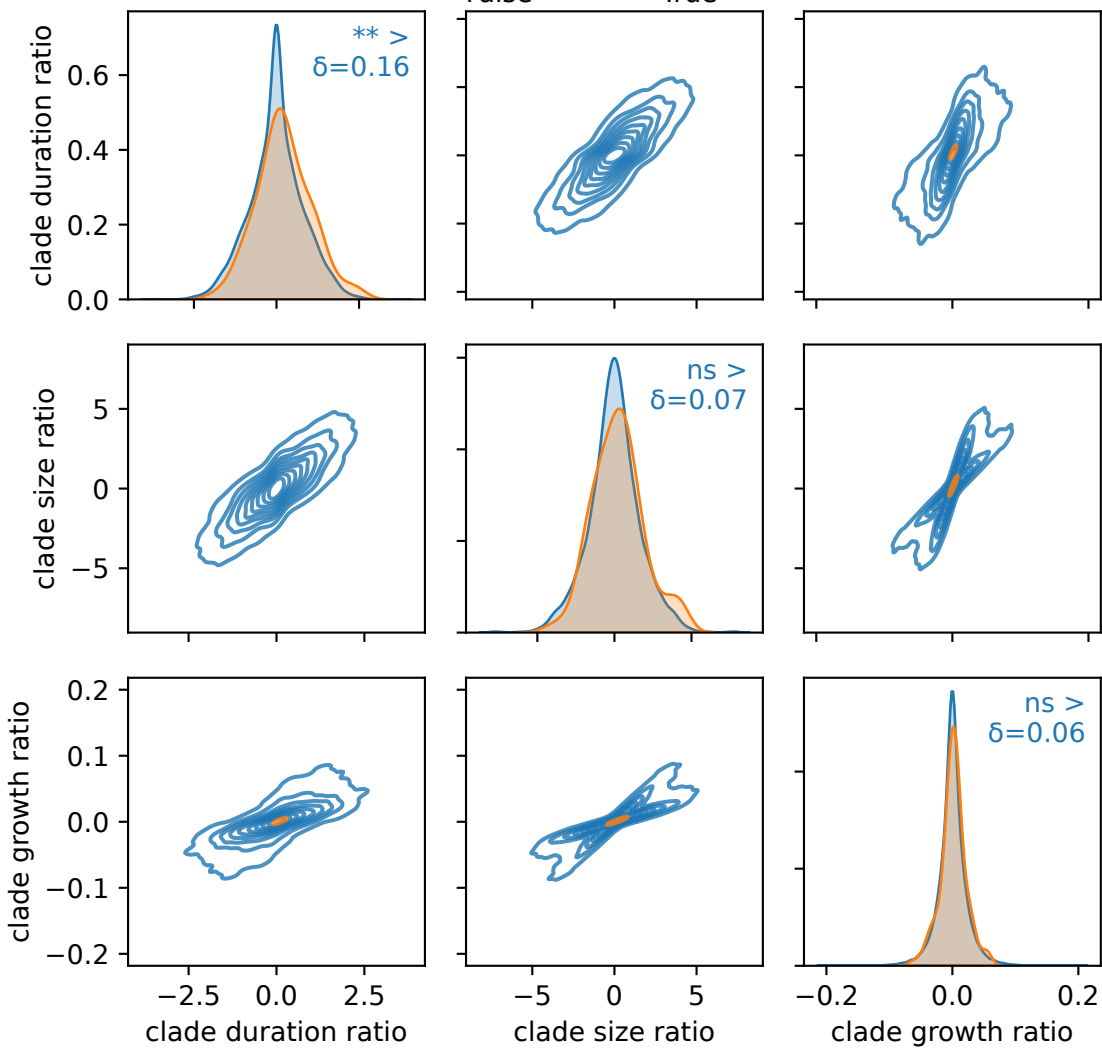 clade duration ratio
0.6
0.4
0.2
0.0
** >
δ=0.16
clade size ratio
5
0
−5
ns >
δ=0.07
clade growth ratio
0.2
0.1
0.0
−0.1
−0.2
ns >
δ=0.06
−2.5 0.0 2.5
−5 0 5
−0.2 0.0 0.2
clade duration ratio
clade size ratio
clade growth ratio